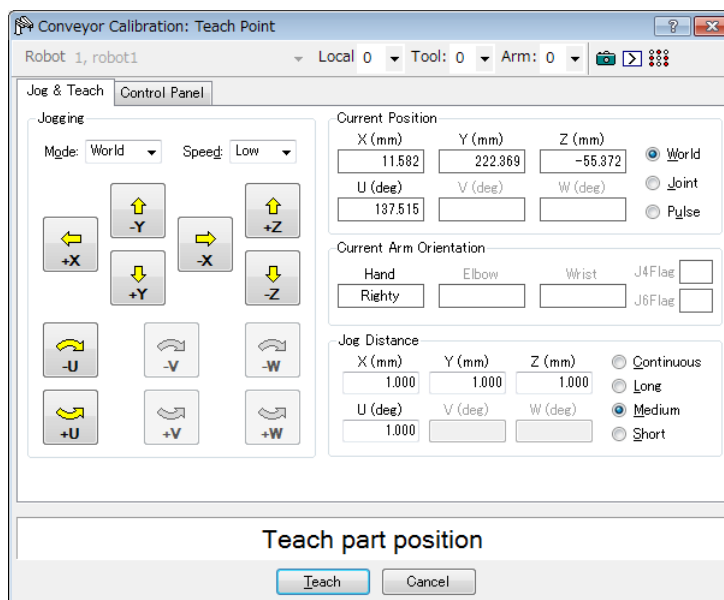 Conveyor Calibration: Teach Point
Robot 1, robot1 Local 0 Tool: 0 Arm: 0
Jog & Teach Control Panel
Jogging
Mode: World Speed: Low
-Y
+Z
+X
-X
+Y
-Z
-U -V -W
+U +V +W
Current Position
X (mm) Y (mm) Z (mm)
11.582 222.369 -55.372
U (deg) V (deg) W (deg)
137.515
World
Joint
Pulse
Current Arm Orientation
Hand Elbow Wrist J4Flag
Righty J6Flag
Jog Distance
X (mm) Y (mm) Z (mm)
1.000 1.000 1.000
U (deg) V (deg) W (deg)
1.000
Continuous
Long
Medium
Short
Teach part position
Teach Cancel